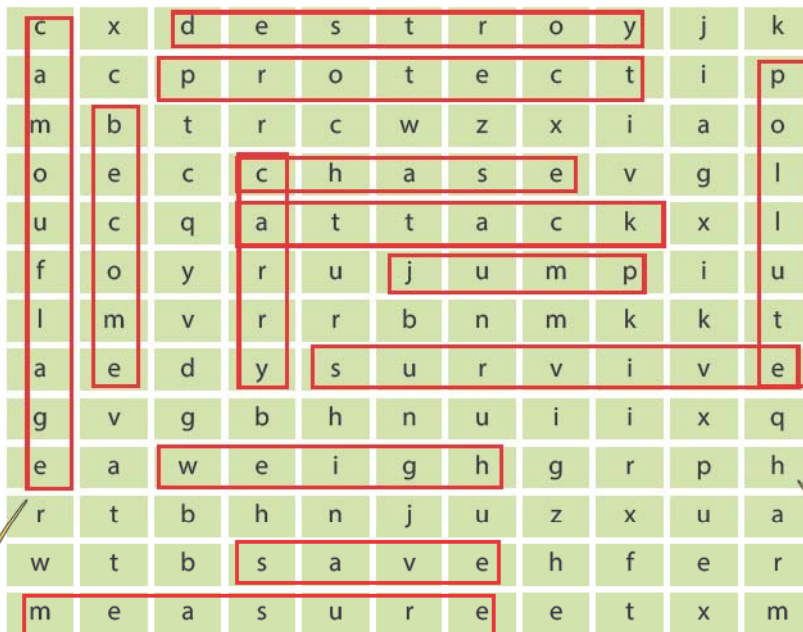 c x d e s t r o y j k
a c p r o t e c t i p
m b t r c w z x i a o
o e c c h a s e v g l
u c q a t t a c k x l
f o y r u j u m p i u
l m v r r b n m k k t
a e d y s u r v i v e
g v g b h n u i i x q
e a w e i g h g r p h
r t b h n j u z x u a
w t b s a v e h f e r
m e a s u r e e t x m